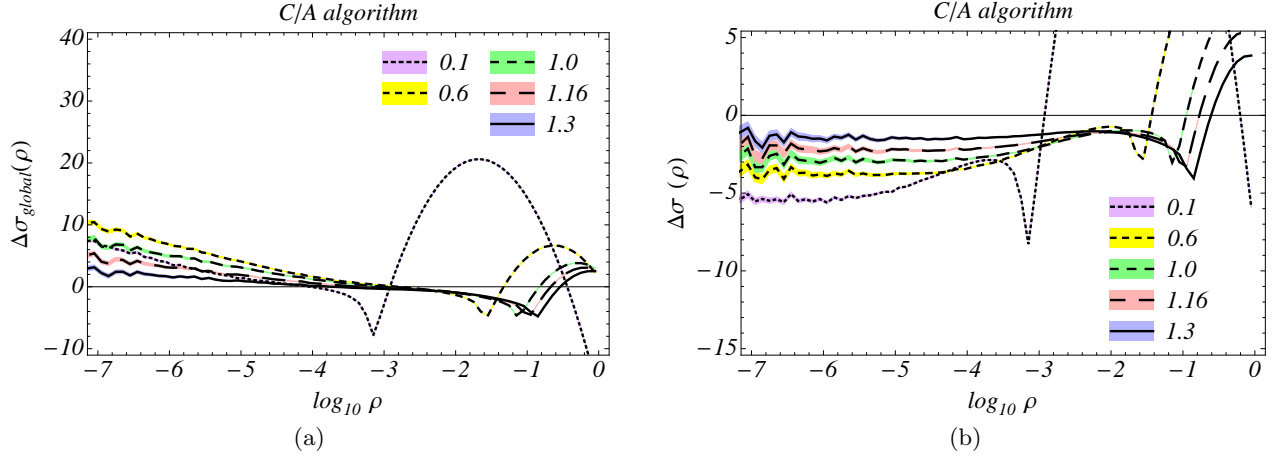 C/A algorithm
40
30
20
10
0
−10
Δσglobal(ρ)
0.1 1.0
0.6 1.16
1.3
−7 −6 −5 −4 −3 −2 −1 0
log10 ρ
(a)
C/A algorithm
5
0
−5
−10
−15
Δσ (ρ)
0.1
0.6
1.0
1.16
1.3
−7 −6 −5 −4 −3 −2 −1 0
log10 ρ
(b)